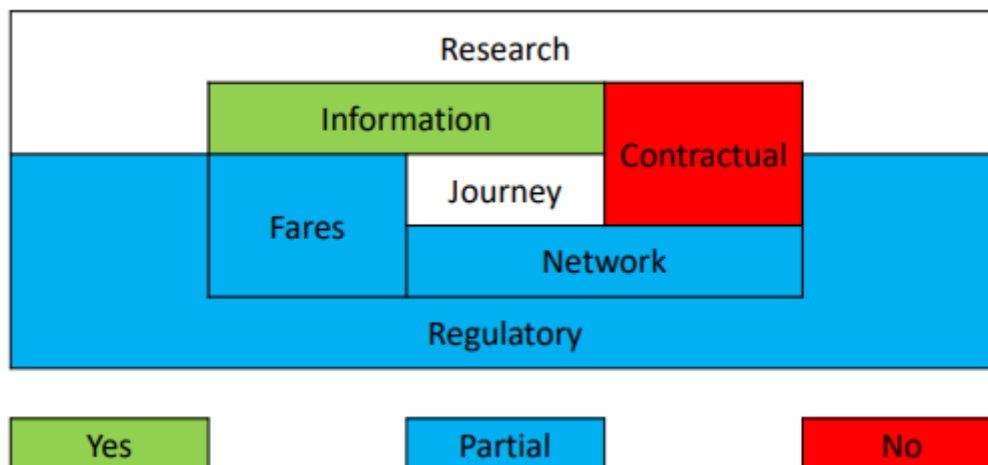 Research
Information
Contractual
Journey
Fares
Network
Regulatory
Yes
Partial
No